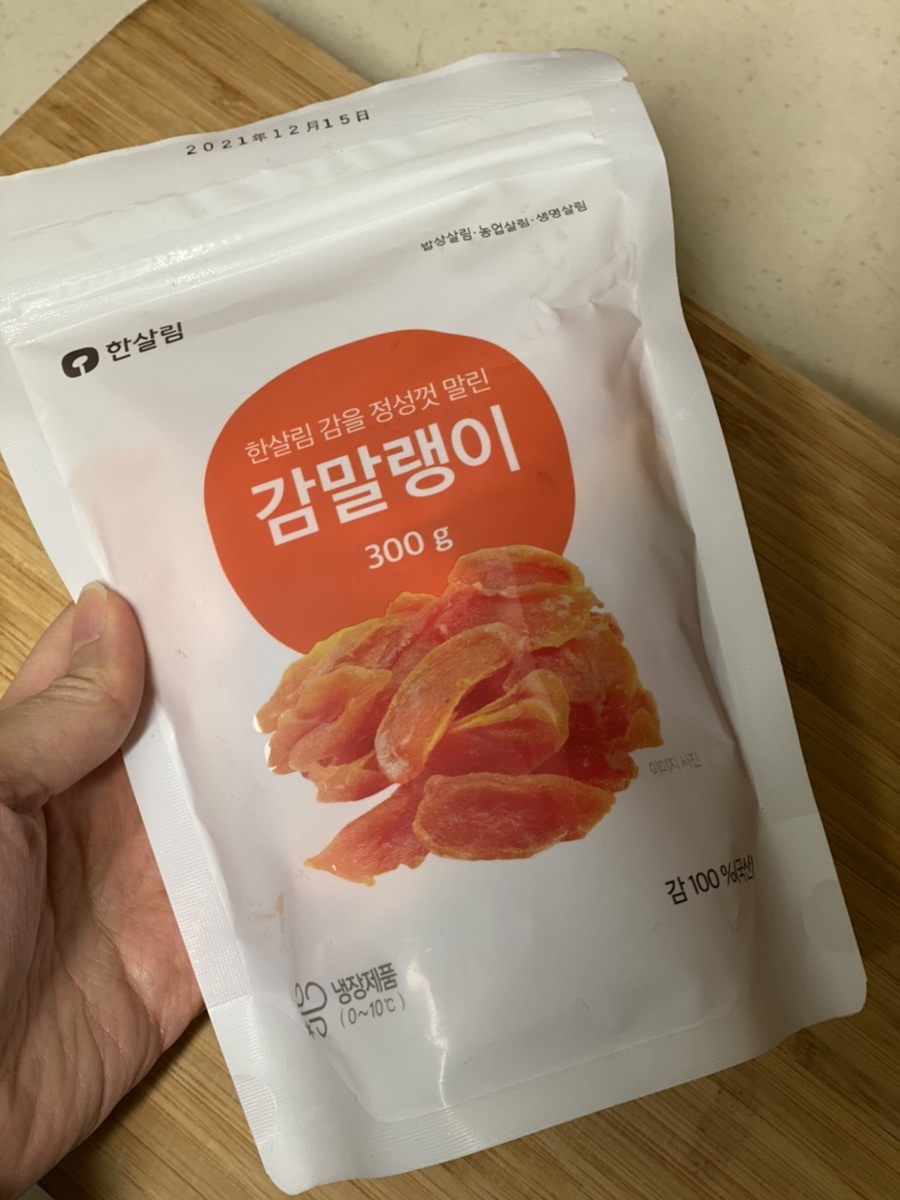 2021年12月15日
밥상살림·농업살림·생명살림
한살림
한살림 감을 정성껏 말린
감말랭이
300 g
이미지 사진
감 100 %(국산)
냉장제품
(0~10℃)